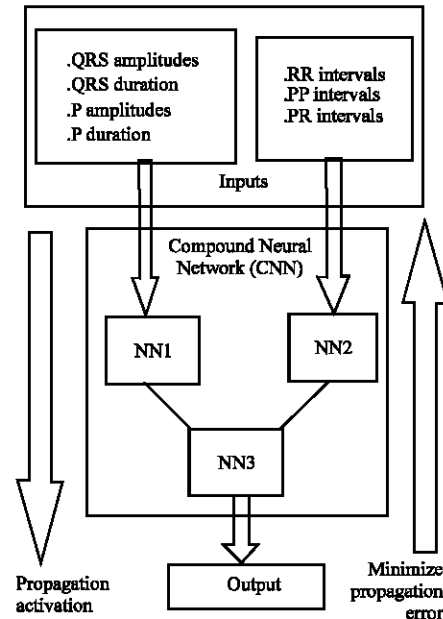 .QRS amplitudes
.QRS duration
.P amplitudes
.P duration
.RR intervals
.PP intervals
.PR intervals
Inputs
Compound Neural
Network (CNN)
NN1
NN2
NN3
Output
Propagation
activation
Minimize
propagation
error